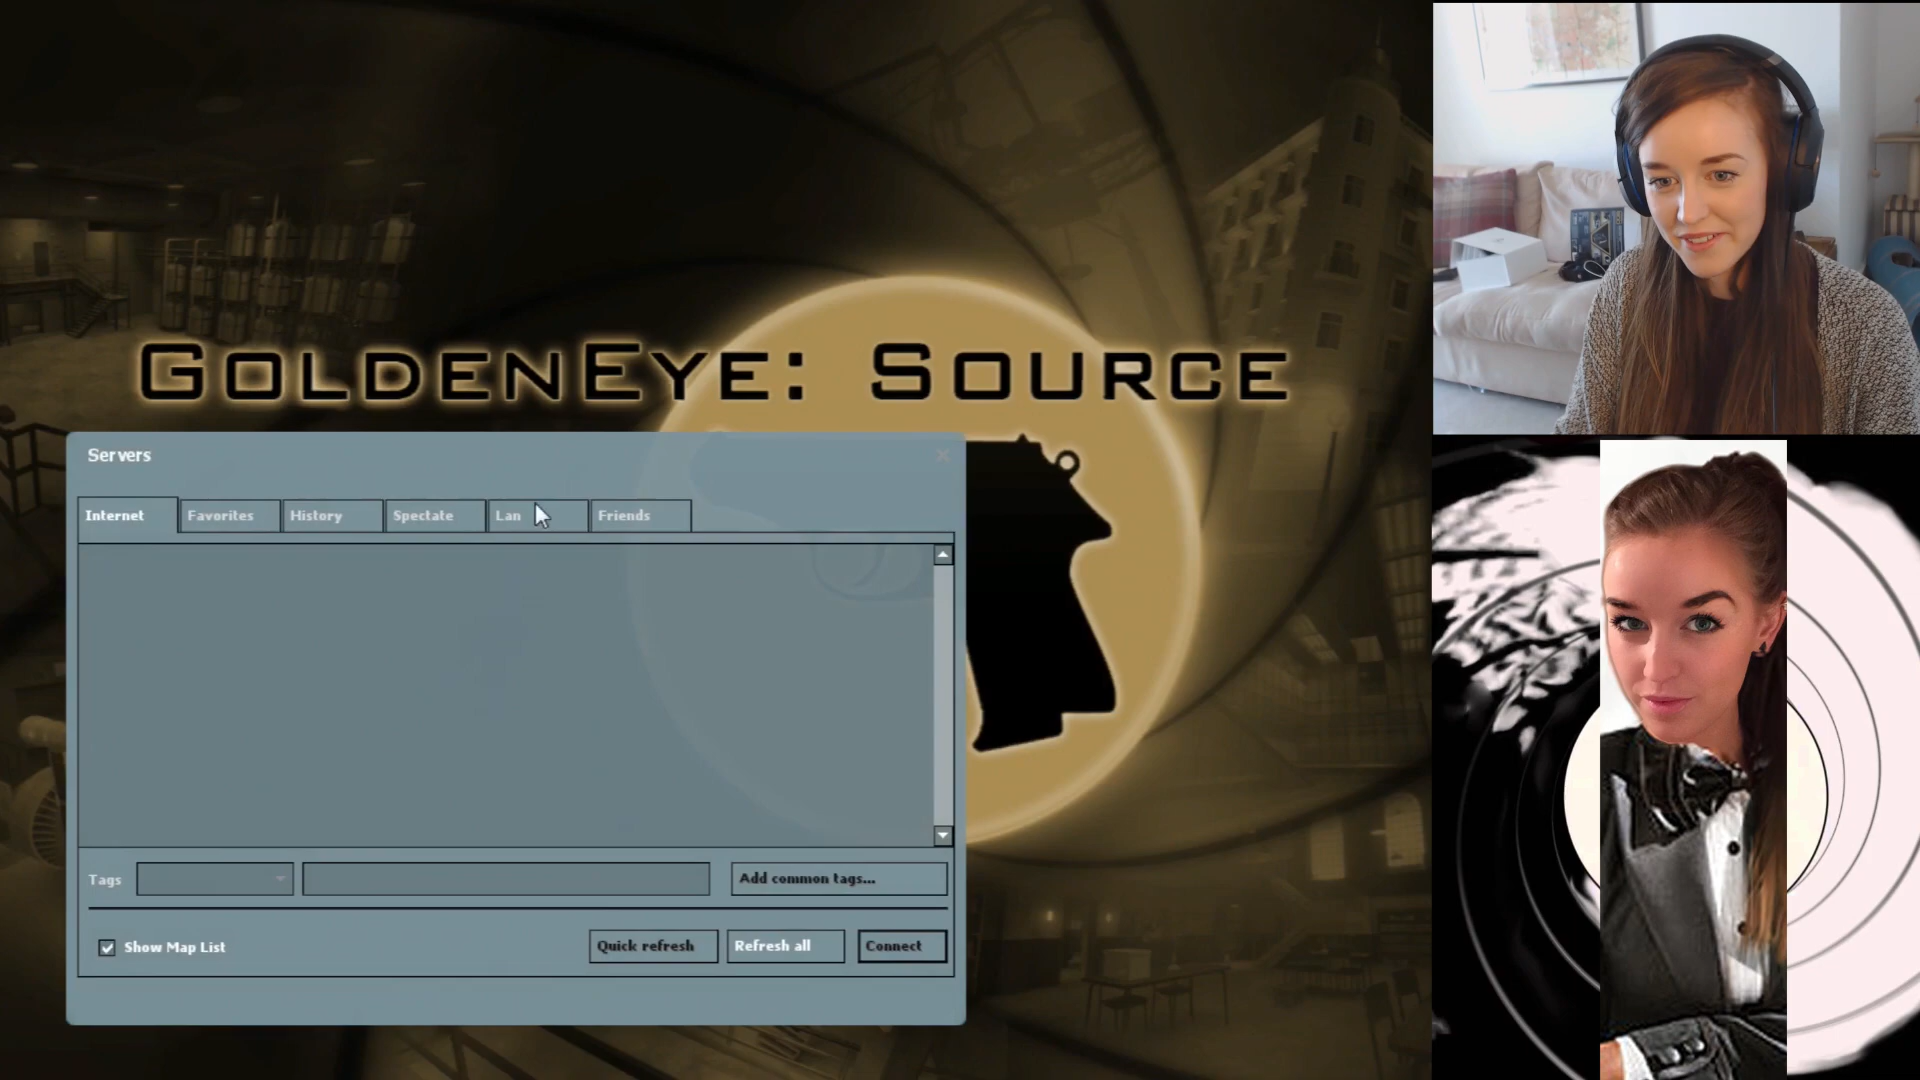 GOLDENEYE: SOURCE
Servers
Internet
Favorites
History
Spectate
Lan
Friends
Tags
Add common tags...
Show Map List
Quick refresh
Refresh all
Connect